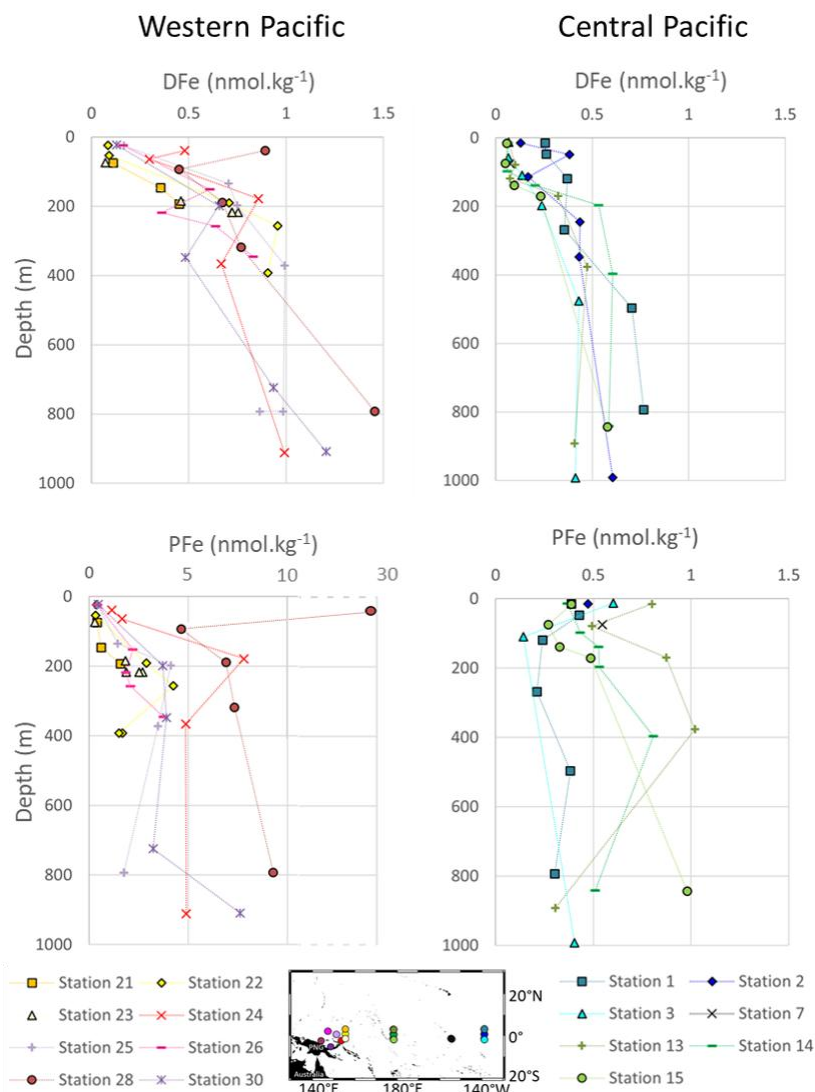 Western Pacific
Central Pacific
DFe (nmol.kg-1)
DFe (nmol.kg-1)
0 0.5 1 1.5
0 0.5 1 1.5
0
200
400
600
800
1000
Depth (m)
0
200
400
600
800
1000
PFe (nmol.kg-1)
PFe (nmol.kg-1)
0 5 10 30
0 0.5 1 1.5
0
200
400
600
800
1000
Depth (m)
0
200
400
600
800
1000
Station 21 Station 22
Station 23 Station 24
Station 25 Station 26
Station 28 Station 30
20°N
0°
20°S
PNG
Australia
140°E 180°E 140°W
Station 1 Station 2
Station 3 Station 7
Station 13 Station 14
Station 15